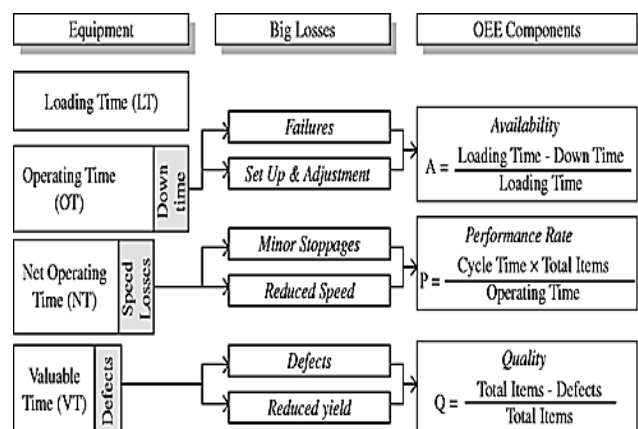 Equipment
Big Losses
OEE Components
Loading Time (LT)
Operating Time
(OT)
Down
time
Failures
Set Up & Adjustment
Availability
A = Loading Time - Down Time
Loading Time
Net Operating
Time (NT)
Speed
Losses
Minor Stoppages
Reduced Speed
Performance Rate
P = Cycle Time × Total Items
Operating Time
Valuable
Time (VT)
Defects
Defects
Reduced yield
Quality
Q = Total Items - Defects
Total Items